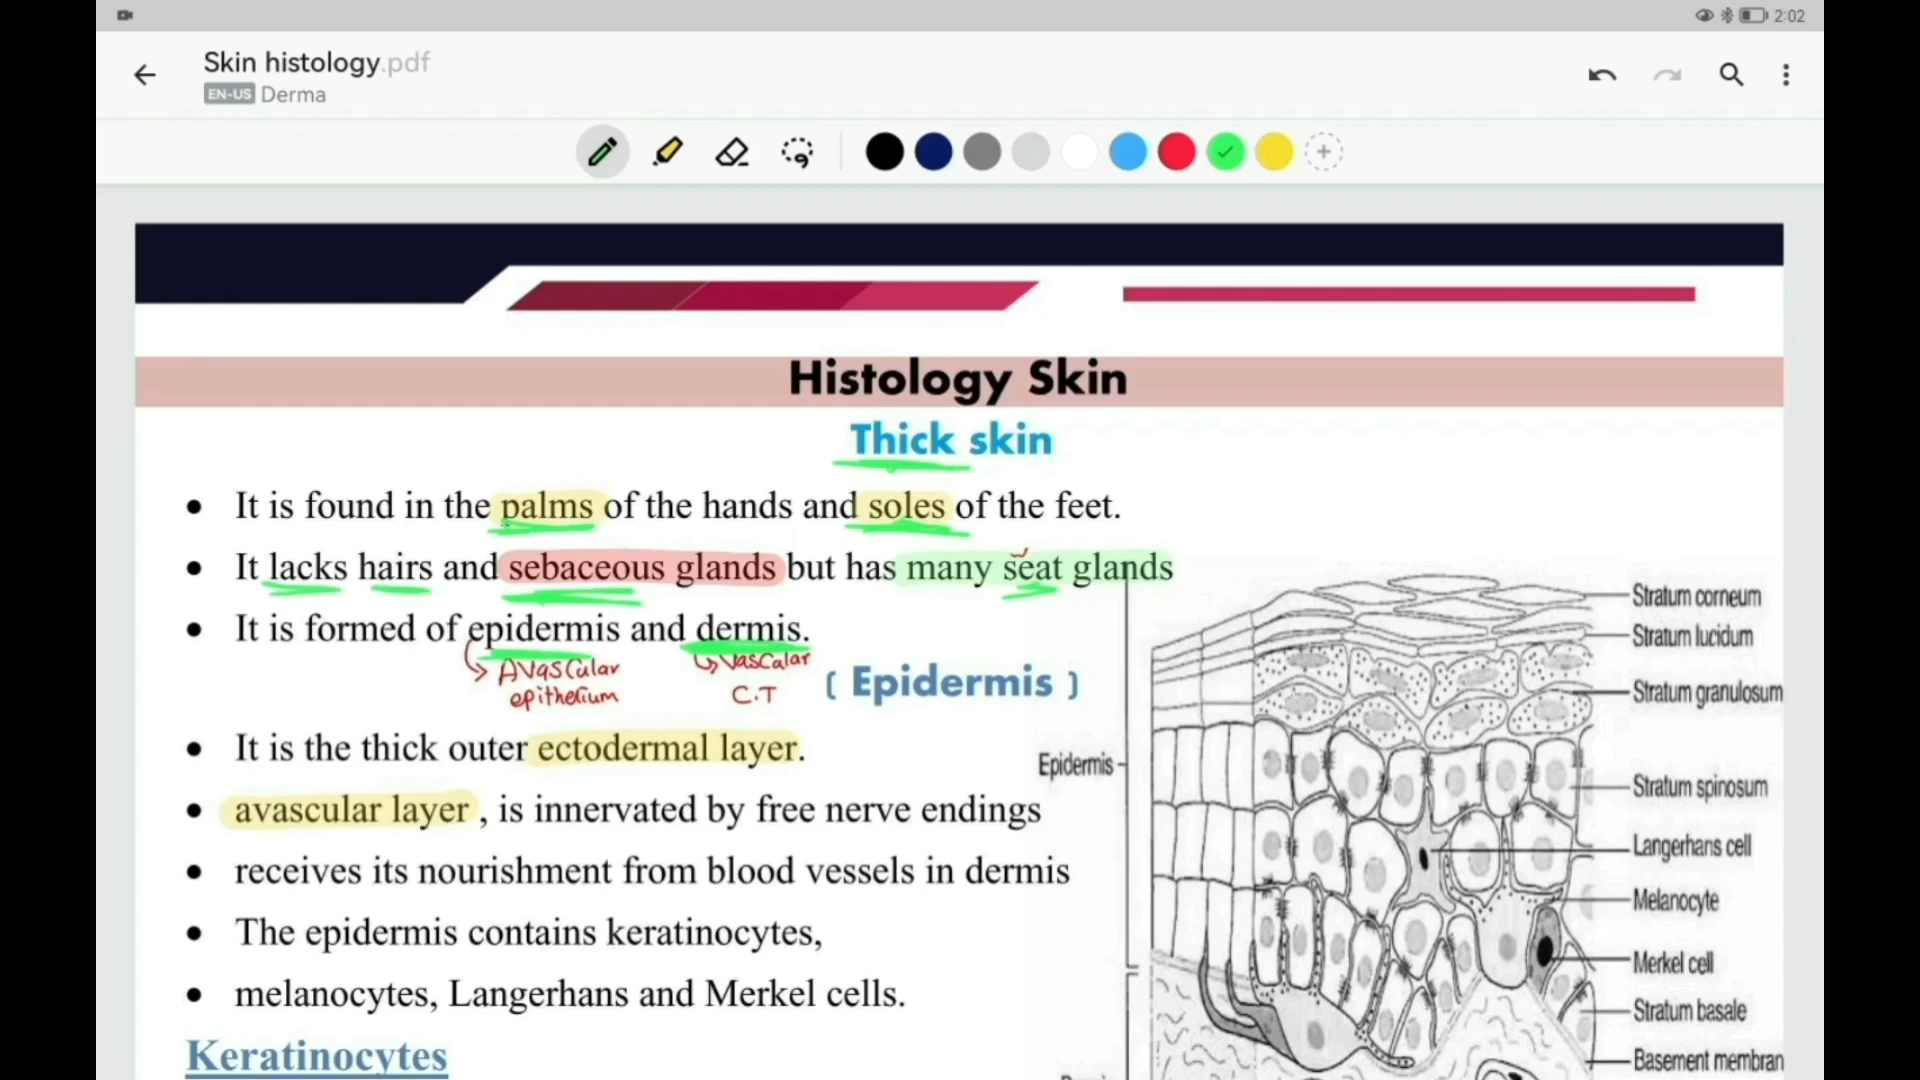 2:02
Skin histology.pdf
EN-US Derma
Histology Skin
Thick skin
• It is found in the palms of the hands and soles of the feet.
• It lacks hairs and sebaceous glands but has many seat glands
• It is formed of epidermis and dermis.
AVascular
epithelium
Vascalar
C.T
( Epidermis )
• It is the thick outer ectodermal layer.
• avascular layer , is innervated by free nerve endings
• receives its nourishment from blood vessels in dermis
• The epidermis contains keratinocytes,
• melanocytes, Langerhans and Merkel cells.
Keratinocytes
Epidermis
Stratum corneum
Stratum lucidum
Stratum granulosum
Stratum spinosum
Langerhans cell
Melanocyte
Merkel cell
Stratum basale
Basement membran